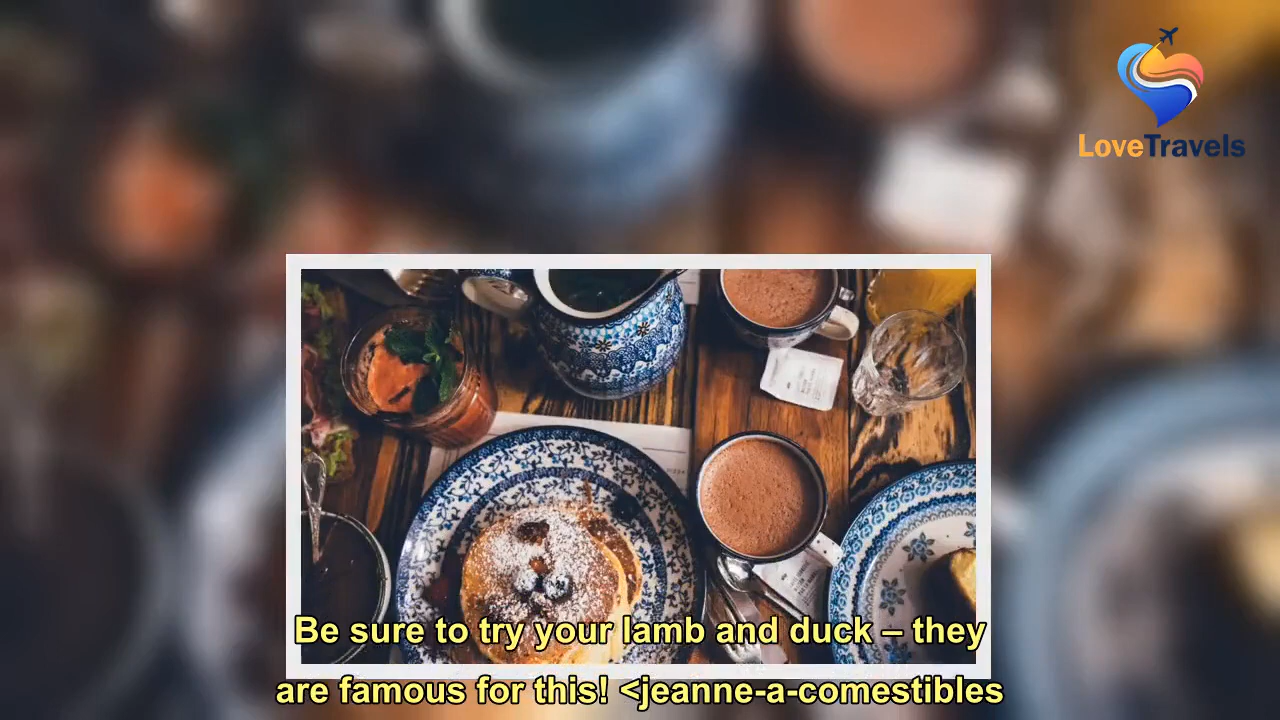 LoveTravels
Be sure to try your lamb and duck – they
are famous for this! <jeanne-a-comestibles